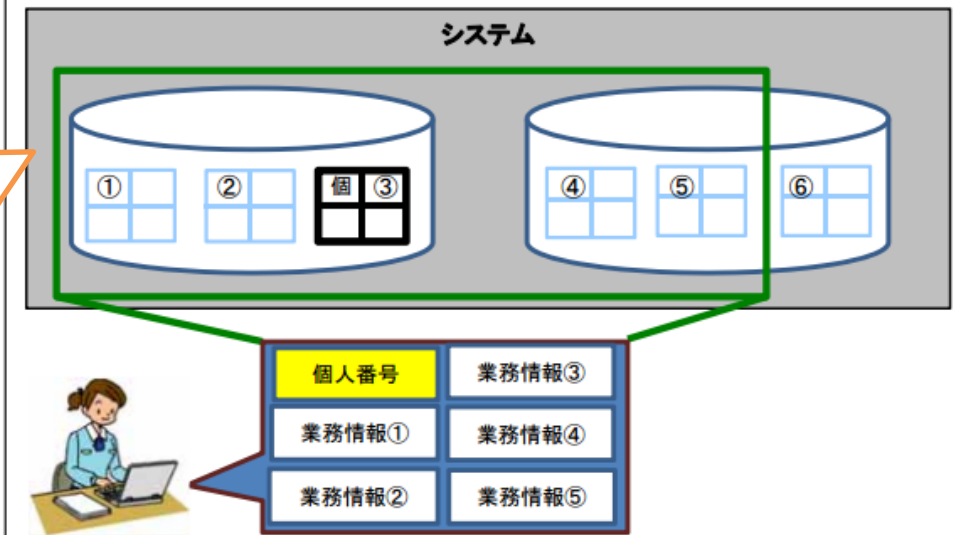 システム
① ② 個 ③ ④ ⑤ ⑥
個人番号 業務情報③
業務情報① 業務情報④
業務情報② 業務情報⑤